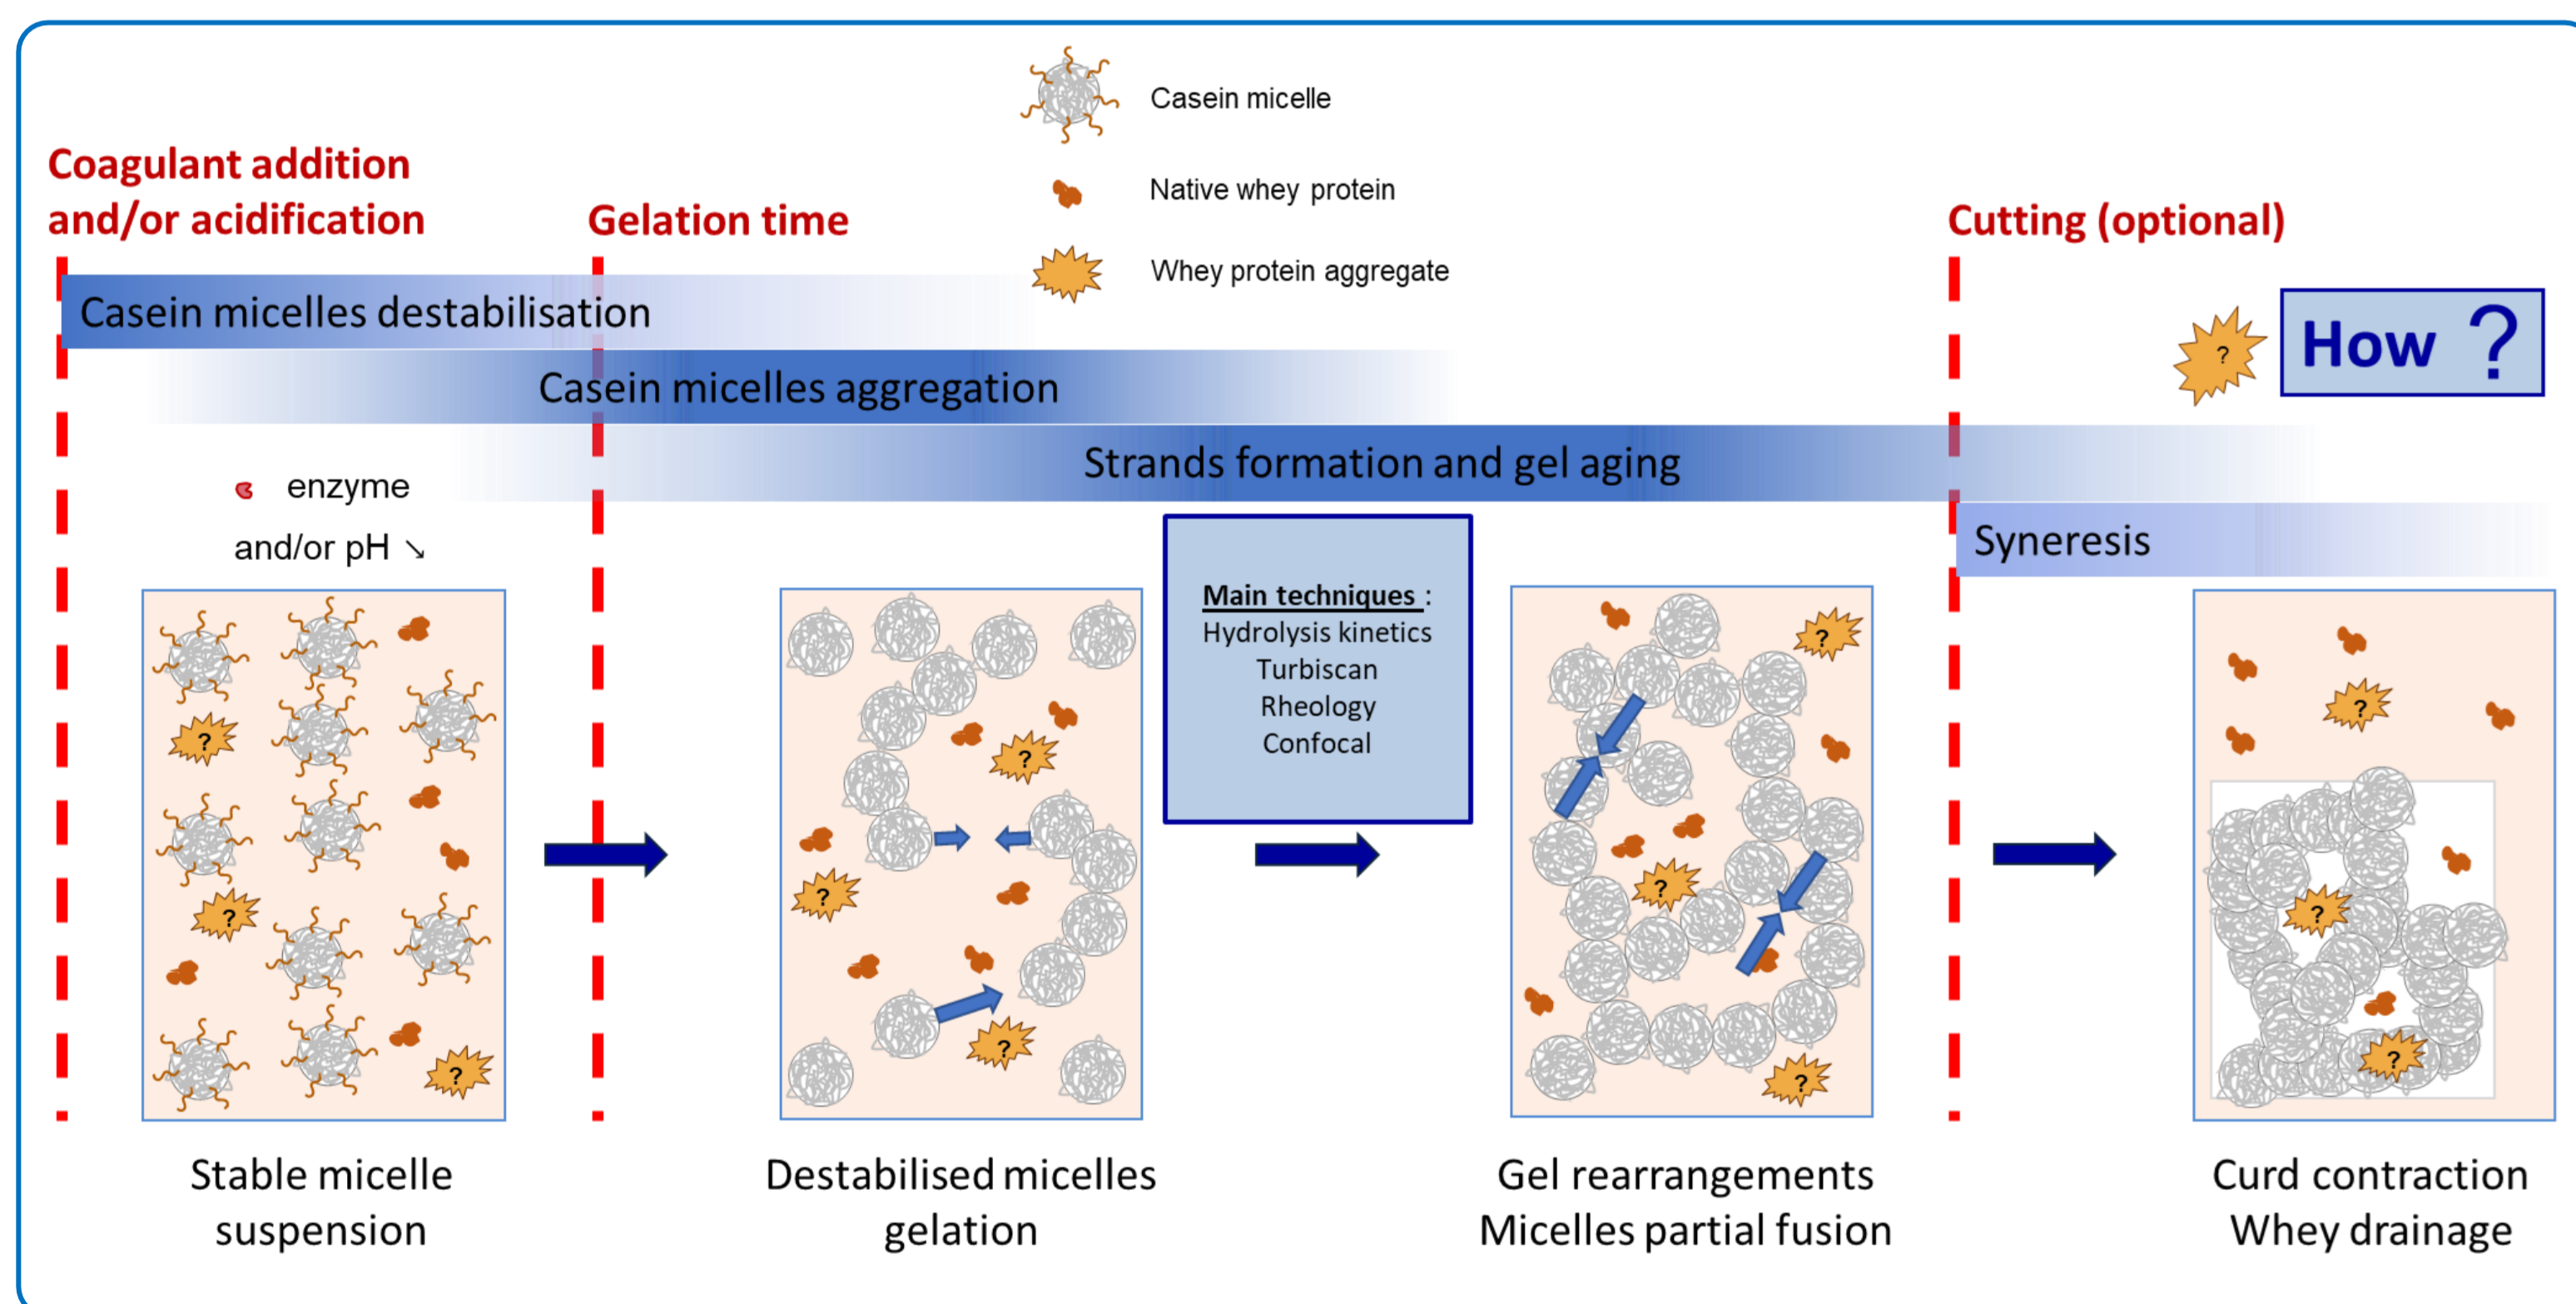 Casein micelle
Native whey protein
Whey protein aggregate
Coagulant addition
and/or acidification
Gelation time
Cutting (optional)
Casein micelles destabilisation
? How ?
Casein micelles aggregation
Strands formation and gel aging
enzyme
and/or pH ↘
Syneresis
Main techniques :
Hydrolysis kinetics
Turbiscan
Rheology
Confocal
?
?
?
?
?
?
?
?
?
?
?
?
Stable micelle
suspension
Destabilised micelles
gelation
Gel rearrangements
Micelles partial fusion
Curd contraction
Whey drainage